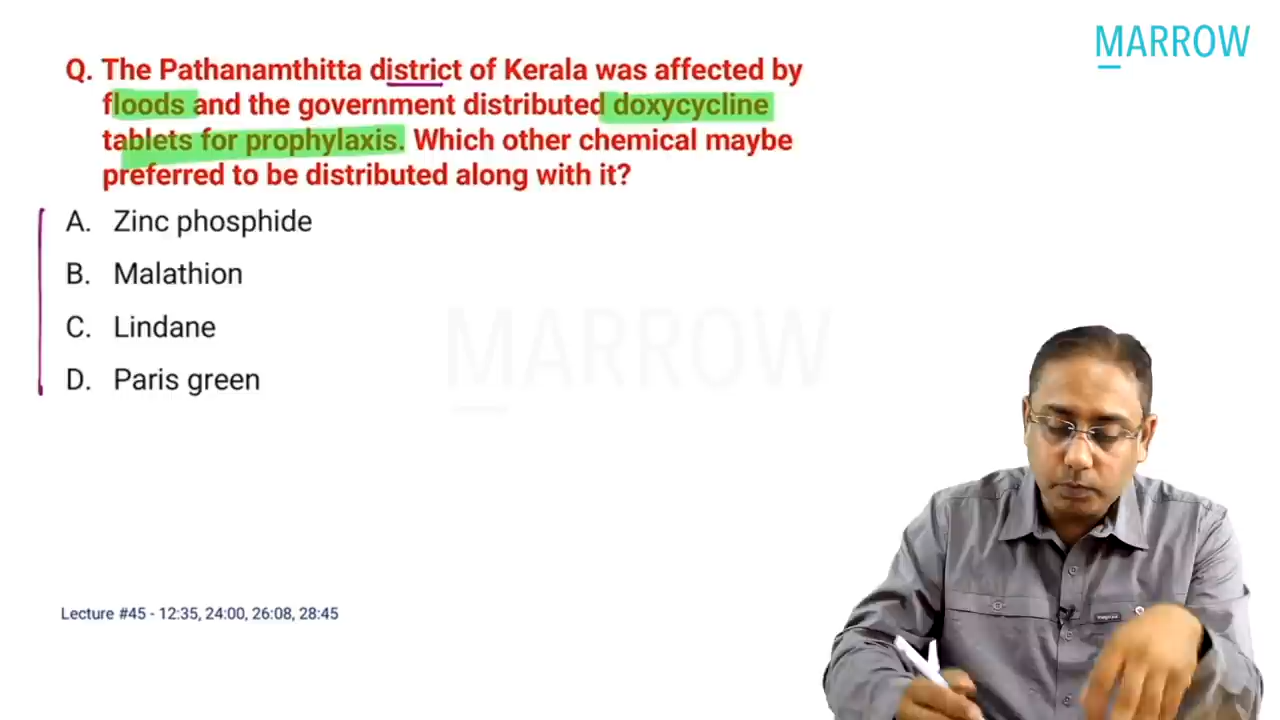 MARROW
Q. The Pathanamthitta district of Kerala was affected by
floods and the government distributed doxycycline
tablets for prophylaxis. Which other chemical maybe
preferred to be distributed along with it?
A. Zinc phosphide
B. Malathion
C. Lindane
D. Paris green
MARROW
Lecture #45 - 12:35, 24:00, 26:08, 28:45